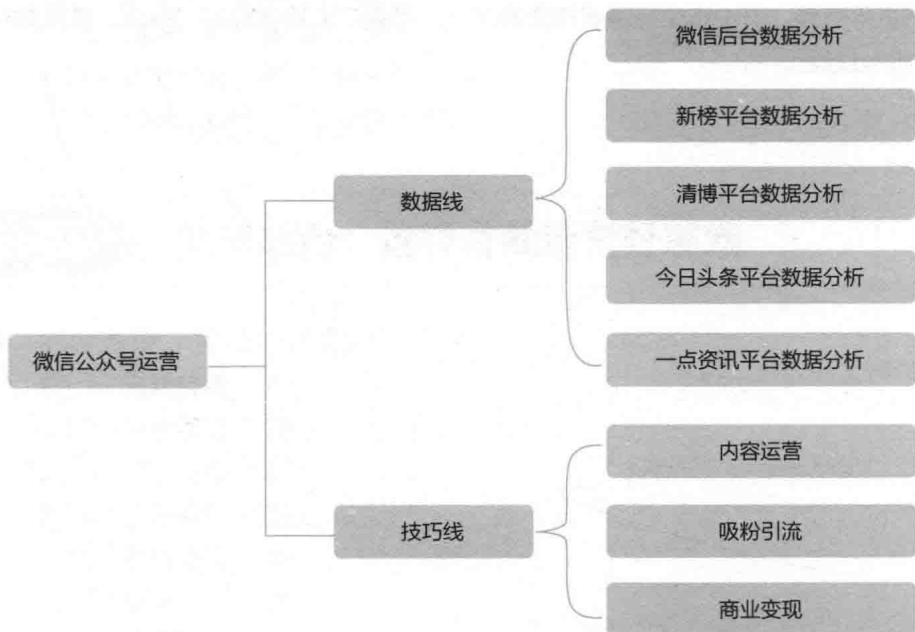 微信公众号运营
数据线
微信后台数据分析
新榜平台数据分析
清博平台数据分析
今日头条平台数据分析
一点资讯平台数据分析
技巧线
内容运营
吸粉引流
商业变现